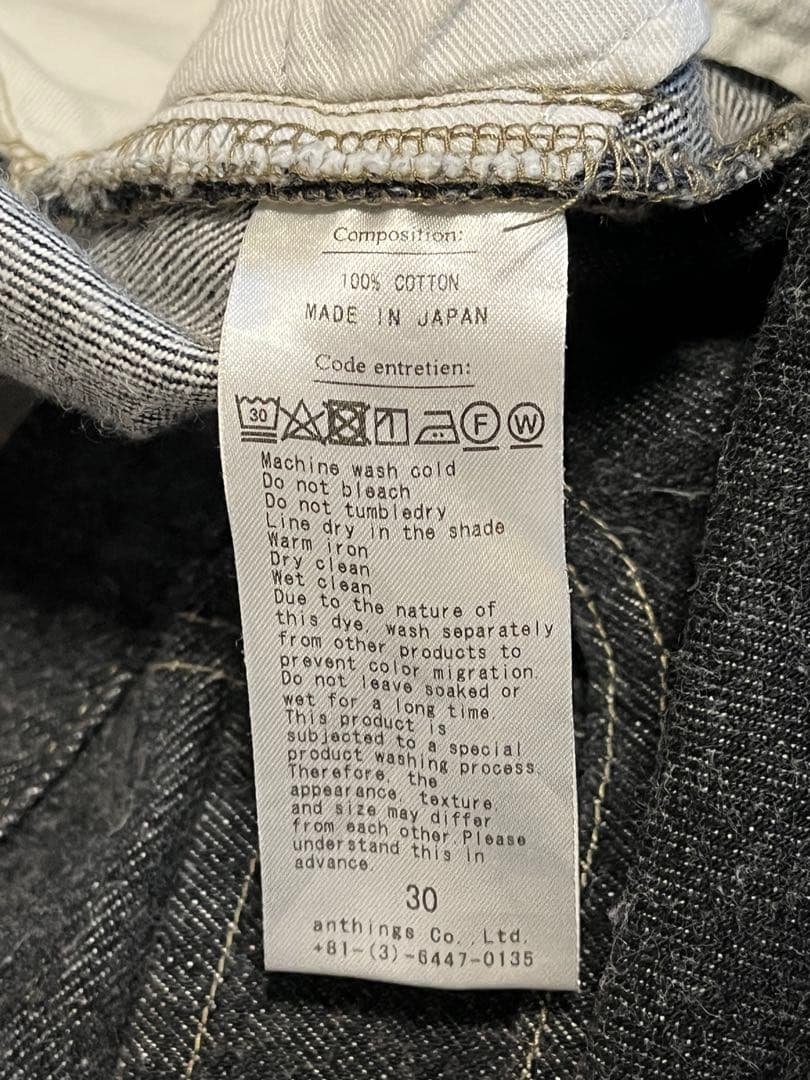 Composition:
100% COTTON
MADE IN JAPAN
Code entretien:
30 F W
Machine wash cold
Do not bleach
Do not tumbledry
Line dry in the shade
Warm iron
Dry clean
Wet clean
Due to the nature of
this dye, wash separately
from other products to
prevent color migration.
Do not leave soaked or
wet for a long time.
This product is
subjected to a special
product washing process.
Therefore, the
appearance, texture,
and size may differ
from each other.Please
understand this in
advance.
30
anthings Co.,Ltd.
+81-(3)-6447-0135